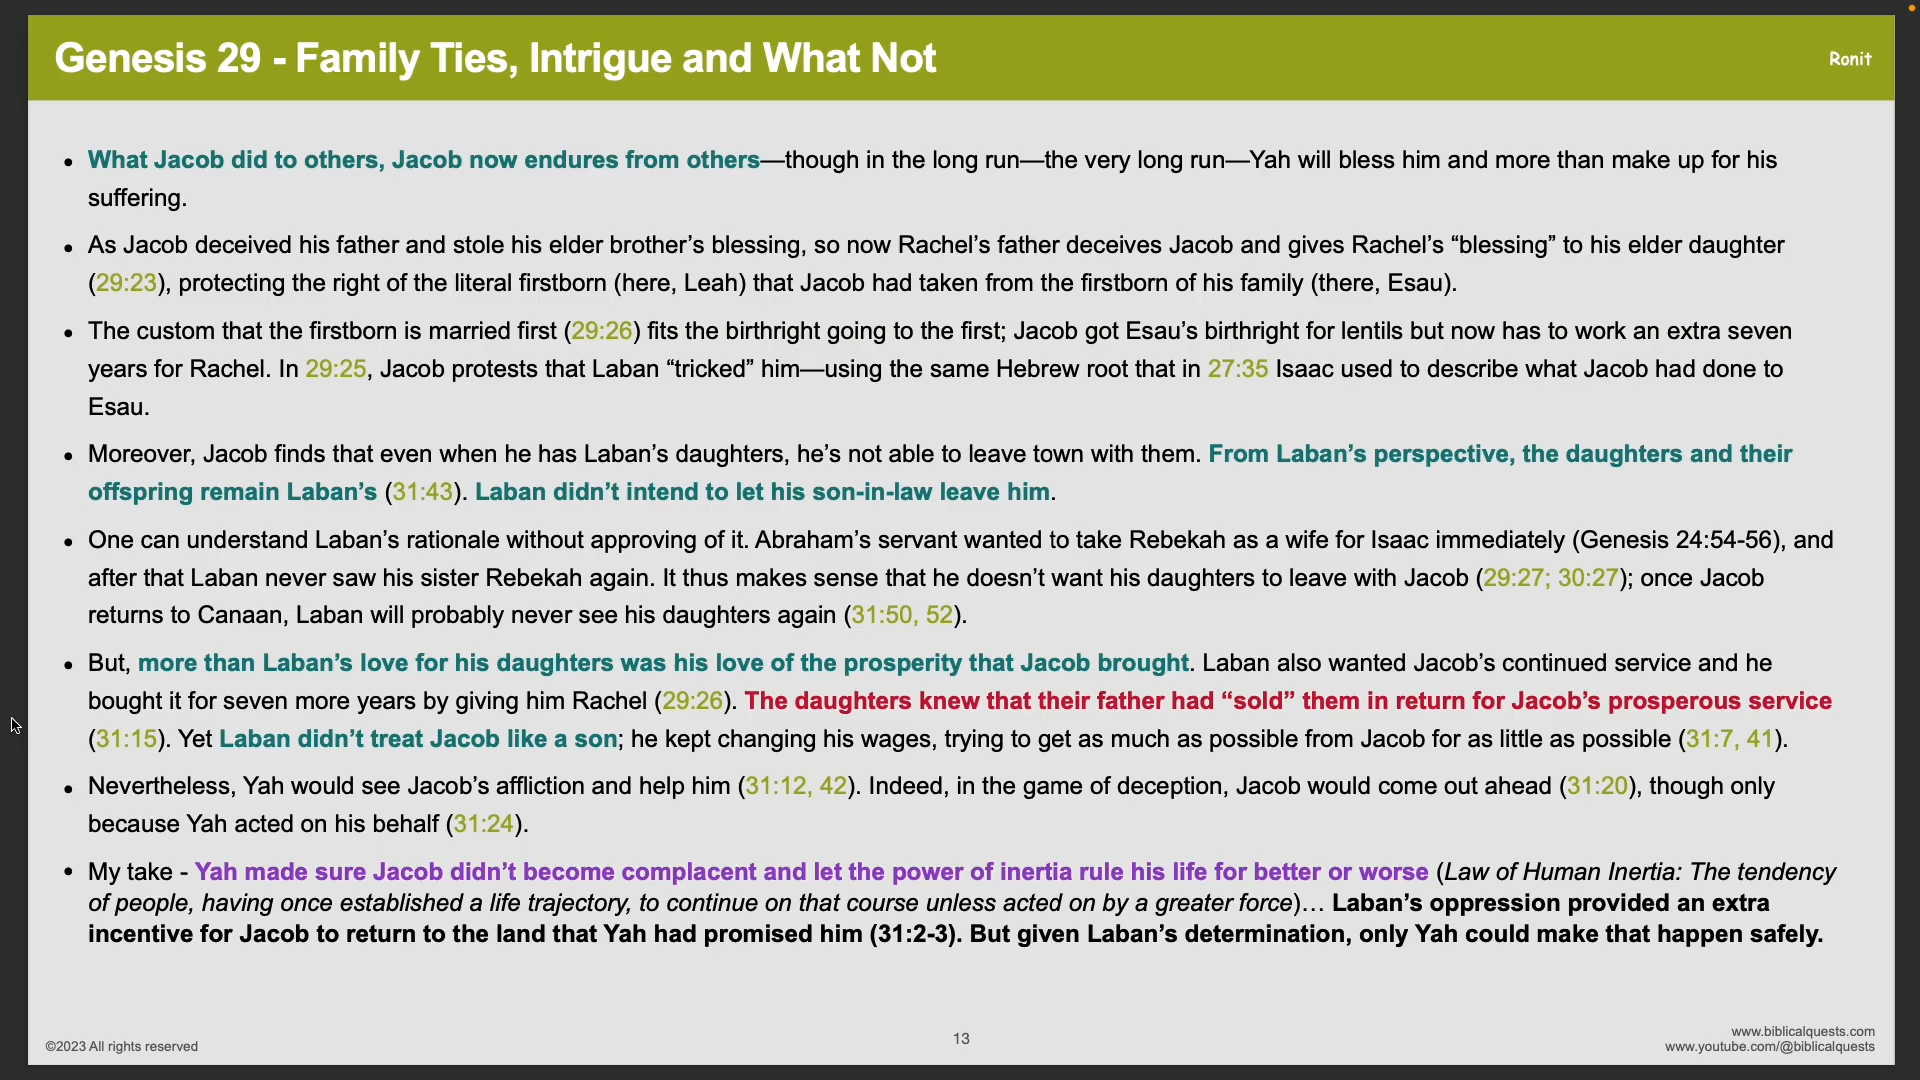 Genesis 29 - Family Ties, Intrigue and What Not
Ronit
• What Jacob did to others, Jacob now endures from others—though in the long run—the very long run—Yah will bless him and more than make up for his
suffering.
• As Jacob deceived his father and stole his elder brother’s blessing, so now Rachel’s father deceives Jacob and gives Rachel’s “blessing” to his elder daughter
(29:23), protecting the right of the literal firstborn (here, Leah) that Jacob had taken from the firstborn of his family (there, Esau).
• The custom that the firstborn is married first (29:26) fits the birthright going to the first; Jacob got Esau’s birthright for lentils but now has to work an extra seven
years for Rachel. In 29:25, Jacob protests that Laban “tricked” him—using the same Hebrew root that in 27:35 Isaac used to describe what Jacob had done to
Esau.
• Moreover, Jacob finds that even when he has Laban’s daughters, he’s not able to leave town with them. From Laban’s perspective, the daughters and their
offspring remain Laban’s (31:43). Laban didn’t intend to let his son-in-law leave him.
• One can understand Laban’s rationale without approving of it. Abraham’s servant wanted to take Rebekah as a wife for Isaac immediately (Genesis 24:54-56), and
after that Laban never saw his sister Rebekah again. It thus makes sense that he doesn’t want his daughters to leave with Jacob (29:27; 30:27); once Jacob
returns to Canaan, Laban will probably never see his daughters again (31:50, 52).
• But, more than Laban’s love for his daughters was his love of the prosperity that Jacob brought. Laban also wanted Jacob’s continued service and he
bought it for seven more years by giving him Rachel (29:26). The daughters knew that their father had “sold” them in return for Jacob’s prosperous service
(31:15). Yet Laban didn’t treat Jacob like a son; he kept changing his wages, trying to get as much as possible from Jacob for as little as possible (31:7, 41).
• Nevertheless, Yah would see Jacob’s affliction and help him (31:12, 42). Indeed, in the game of deception, Jacob would come out ahead (31:20), though only
because Yah acted on his behalf (31:24).
• My take - Yah made sure Jacob didn’t become complacent and let the power of inertia rule his life for better or worse (Law of Human Inertia: The tendency
of people, having once established a life trajectory, to continue on that course unless acted on by a greater force)… Laban’s oppression provided an extra
incentive for Jacob to return to the land that Yah had promised him (31:2-3). But given Laban’s determination, only Yah could make that happen safely.
©2023 All rights reserved
13
www.biblicalquests.com
www.youtube.com/@biblicalquests